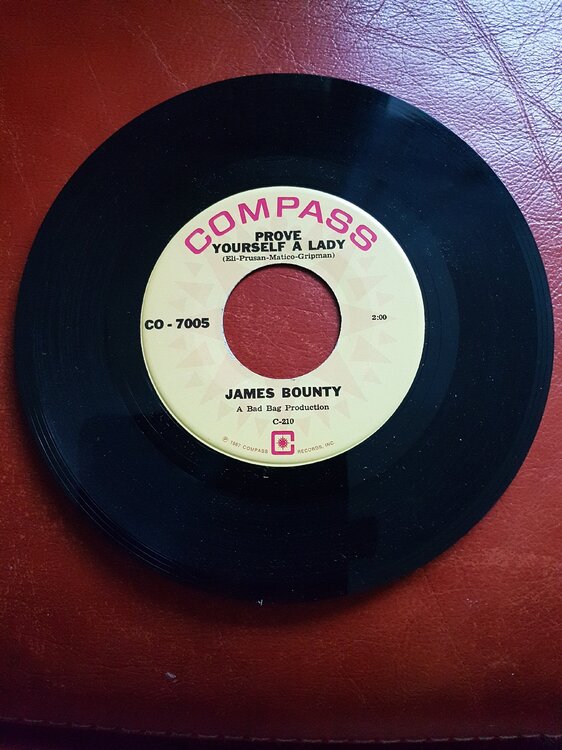 COMPASS
PROVE
YOURSELF A LADY
(Eli-Prusan-Matico-Gripman)
CO - 7005
2:00
JAMES BOUNTY
A Bad Bag Production
C-210
℗ 1967 COMPASS RECORDS, INC.
C